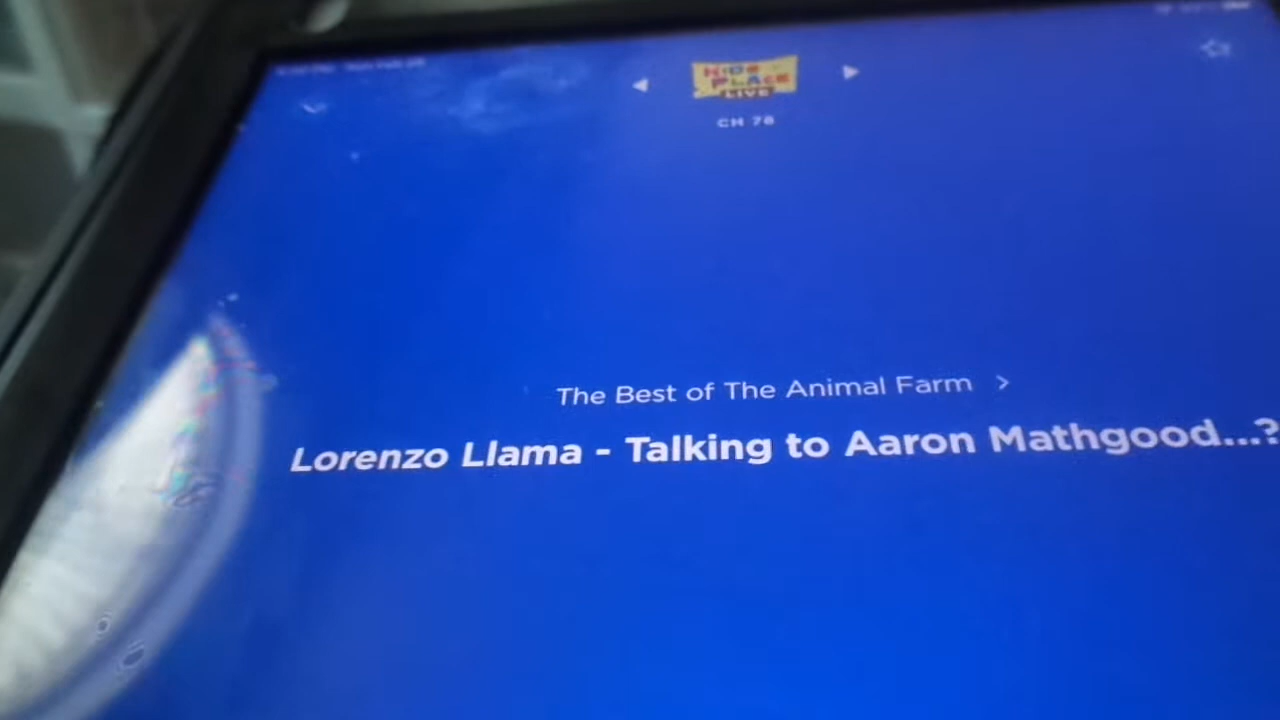 KIDS
PLACE
LIVE
CH 78
The Best of The Animal Farm
Lorenzo Llama - Talking to Aaron Mathgood...?